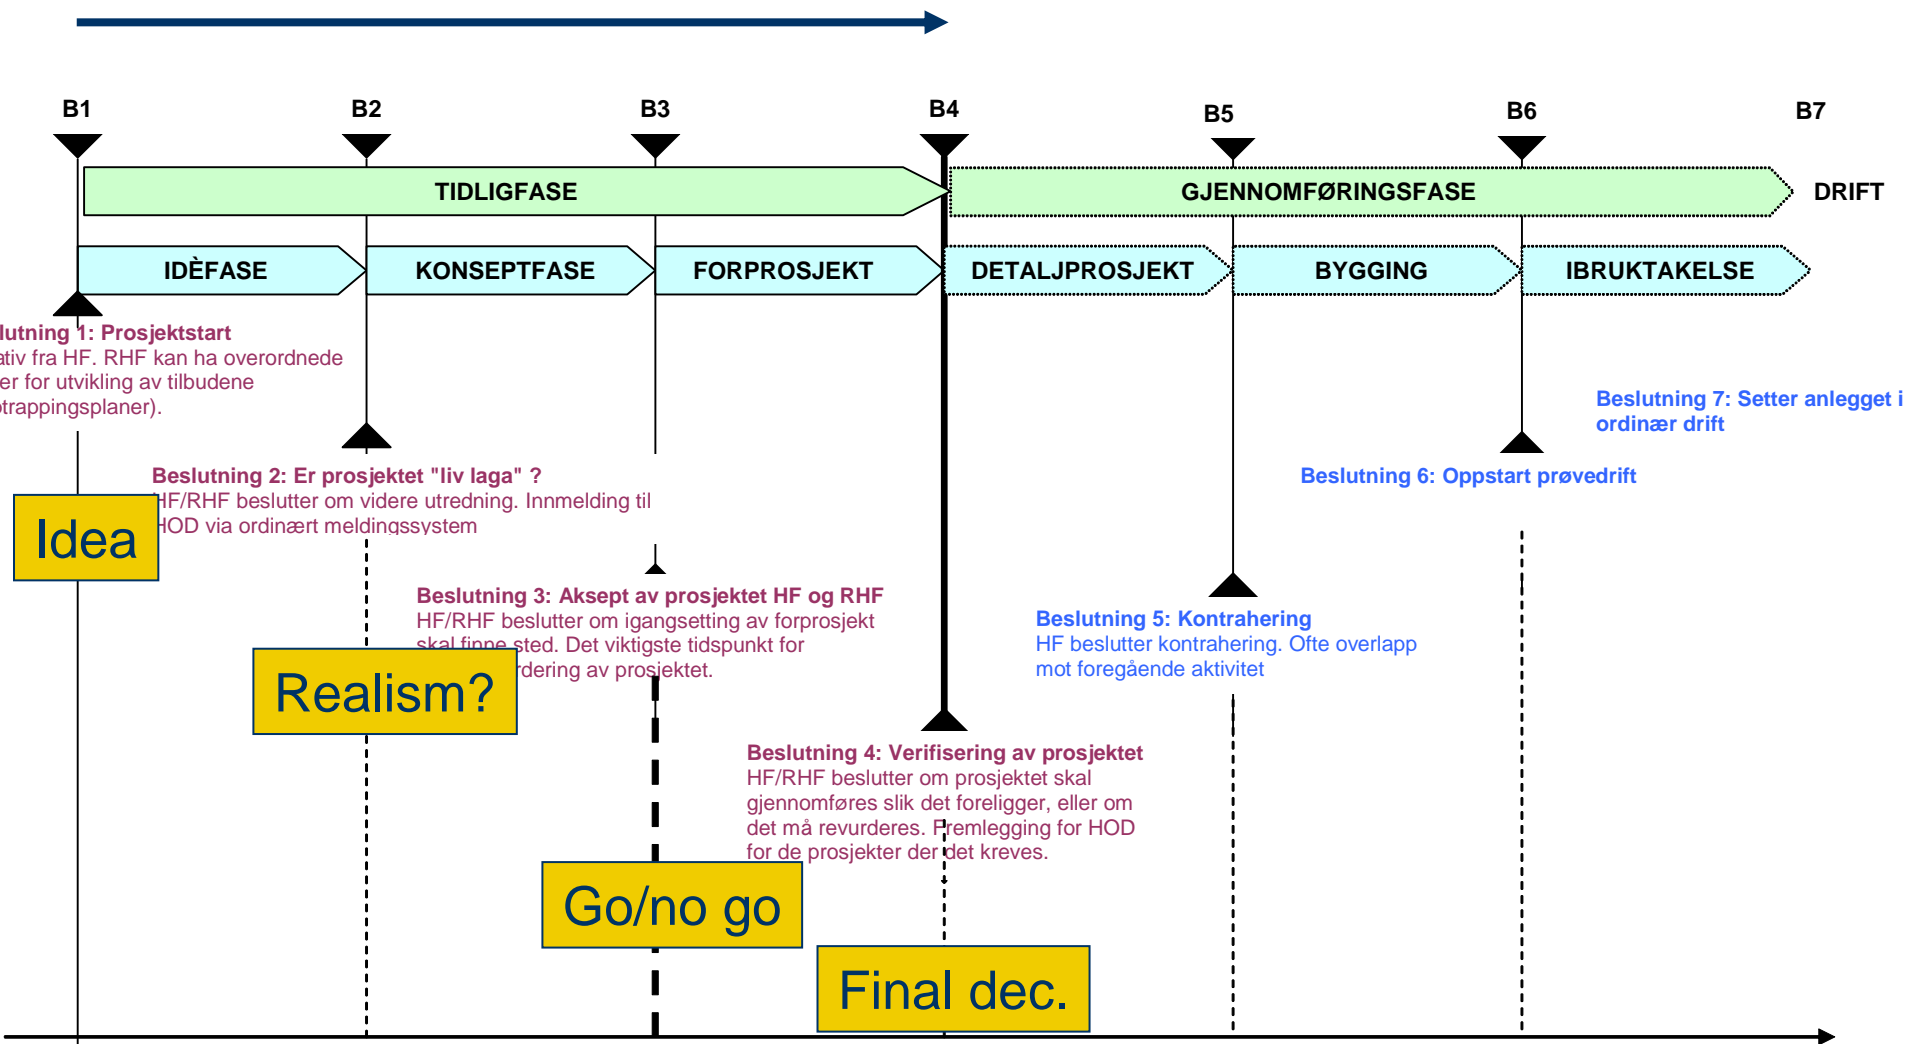 B1 B2 B3 B4 B5 B6 B7
TIDLIGFASE GJENNOMFØRINGSFASE DRIFT
IDÈFASE KONSEPTFASE FORPROSJEKT DETALJPROSJEKT BYGGING IBRUKTAKELSE
lutning 1: Prosjektstart
ativ fra HF. RHF kan ha overordnede
er for utvikling av tilbudene
trappingsplaner).
Beslutning 7: Setter anlegget i
ordinær drift
Beslutning 2: Er prosjektet "liv laga" ?
HF/RHF beslutter om videre utredning. Innmelding til
HOD via ordinært meldingssystem
Beslutning 6: Oppstart prøvedrift
Idea
Beslutning 3: Aksept av prosjektet HF og RHF
HF/RHF beslutter om igangsetting av forprosjekt
skal finne sted. Det viktigste tidspunkt for
rdering av prosjektet.
Beslutning 5: Kontrahering
HF beslutter kontrahering. Ofte overlapp
mot foregående aktivitet
Realism?
Beslutning 4: Verifisering av prosjektet
HF/RHF beslutter om prosjektet skal
gjennomføres slik det foreligger, eller om
det må revurderes. Fremlegging for HOD
for de prosjekter der det kreves.
Go/no go
Final dec.